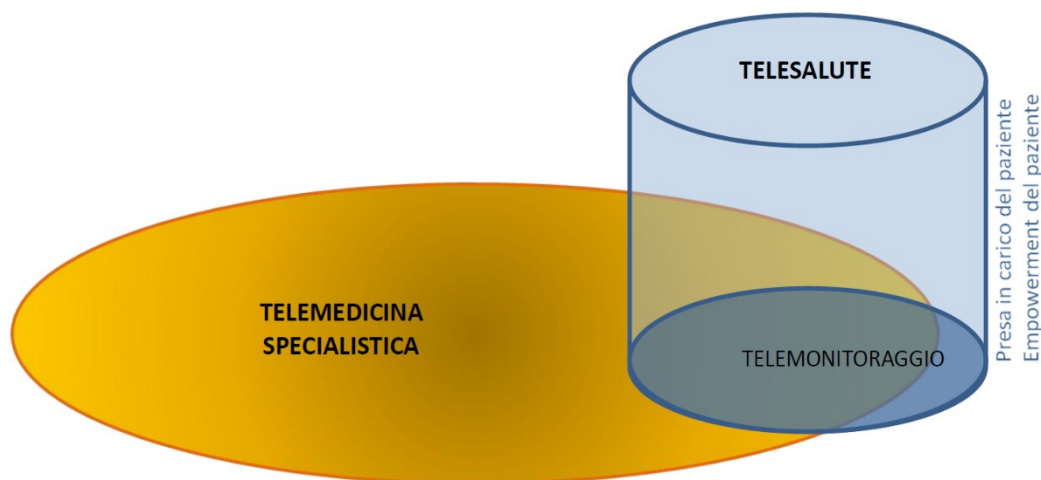 TELESALUTE
TELEMEDICINA
SPECIALISTICA
TELEMONITORAGGIO
Presa in carico del paziente
Empowerment del paziente